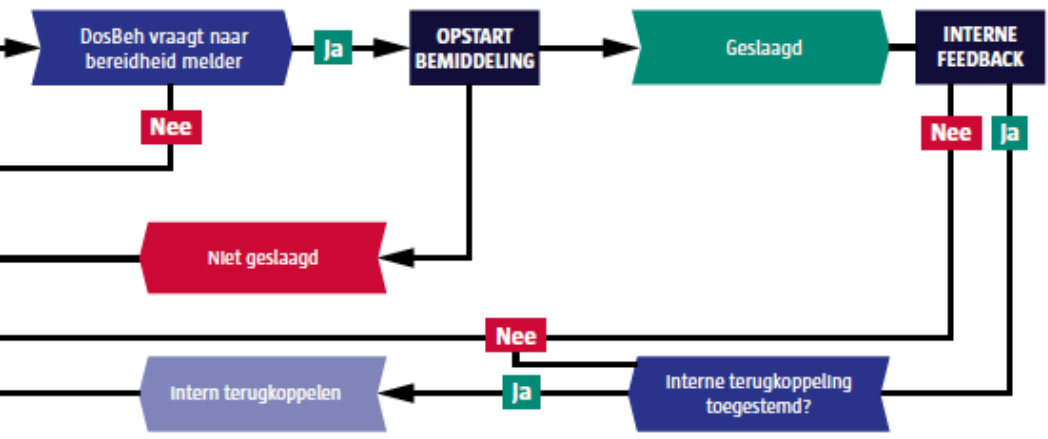 DosBeh vraagt naar
bereidheid melder
Ja
OPSTART
BEMIDDELING
Geslaagd
INTERNE
FEEDBACK
Nee
Nee
Ja
Niet geslaagd
Nee
Intern terugkoppelen
Ja
Interne terugkoppeling
toegestemd?